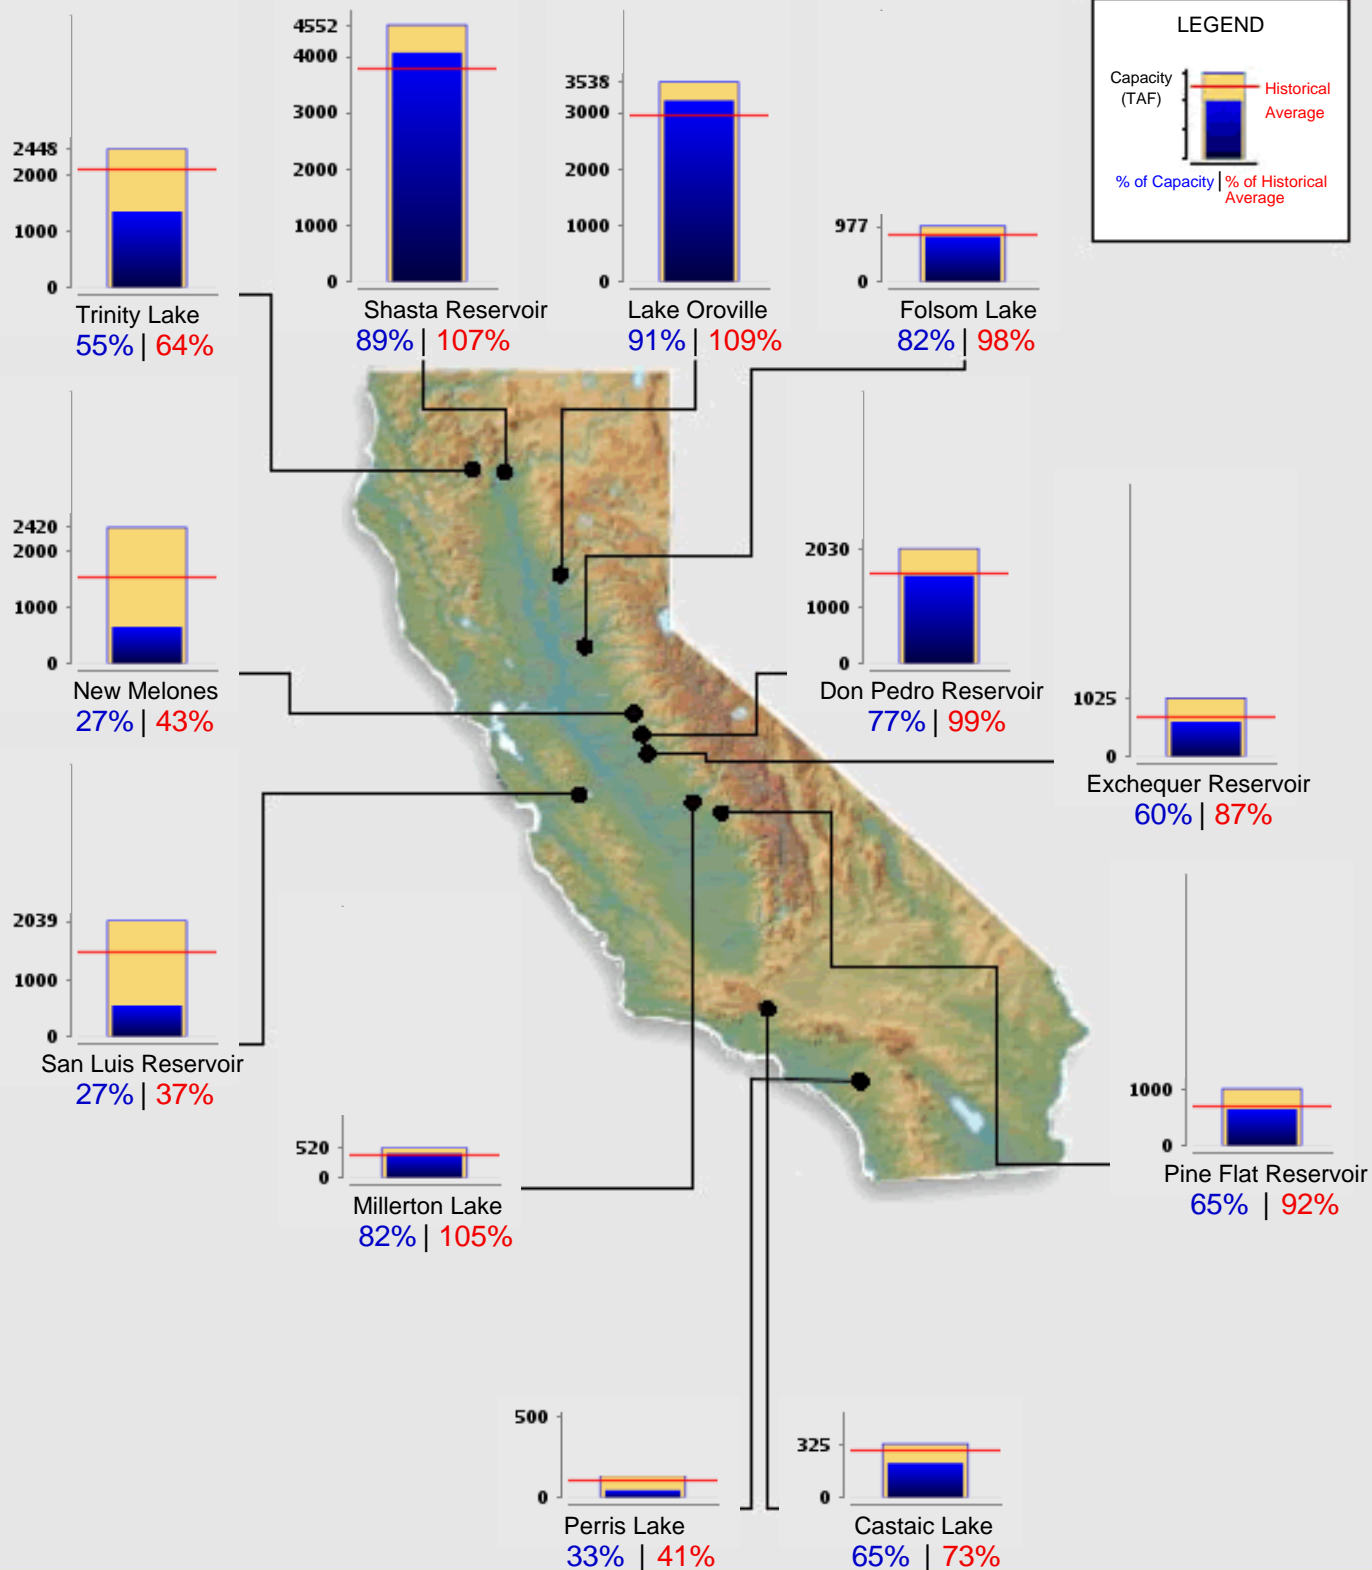 4552
4000
3000
2000
1000
0
Shasta Reservoir
89% | 107%
3538
3000
2000
1000
0
Lake Oroville
91% | 109%
LEGEND
Capacity
(TAF)
Historical
Average
% of Capacity | % of Historical
Average
2448
2000
1000
0
Trinity Lake
55% | 64%
977
0
Folsom Lake
82% | 98%
2420
2000
1000
0
New Melones
27% | 43%
2030
1000
0
Don Pedro Reservoir
77% | 99%
1025
0
Exchequer Reservoir
60% | 87%
2039
1000
0
San Luis Reservoir
27% | 37%
520
0
Millerton Lake
82% | 105%
1000
0
Pine Flat Reservoir
65% | 92%
500
0
Perris Lake
33% | 41%
325
0
Castaic Lake
65% | 73%